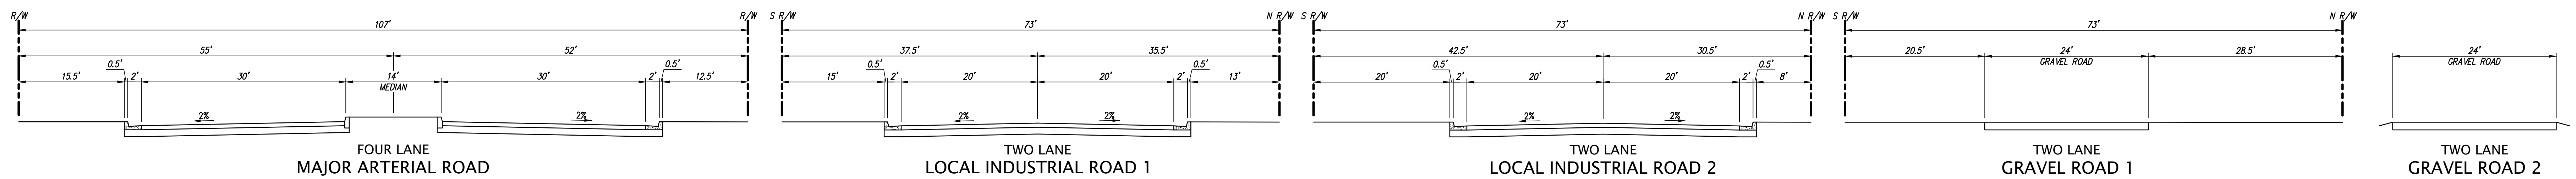 R/W R/W
107'
55' 52'
0.5' 0.5'
15.5' 2' 30' 14' 30' 2' 12.5'
MEDIAN
2% 2%
FOUR LANE
MAJOR ARTERIAL ROAD
S R/W N R/W
73'
37.5' 35.5'
0.5' 0.5'
15' 2' 20' 20' 2' 13'
2% 2%
TWO LANE
LOCAL INDUSTRIAL ROAD 1
S R/W N R/W
73'
42.5' 30.5'
0.5' 0.5'
20' 2' 20' 20' 2' 8'
2% 2%
TWO LANE
LOCAL INDUSTRIAL ROAD 2
S R/W N R/W
73'
20.5' 24' 28.5'
GRAVEL ROAD
TWO LANE
GRAVEL ROAD 1
24'
GRAVEL ROAD
TWO LANE
GRAVEL ROAD 2